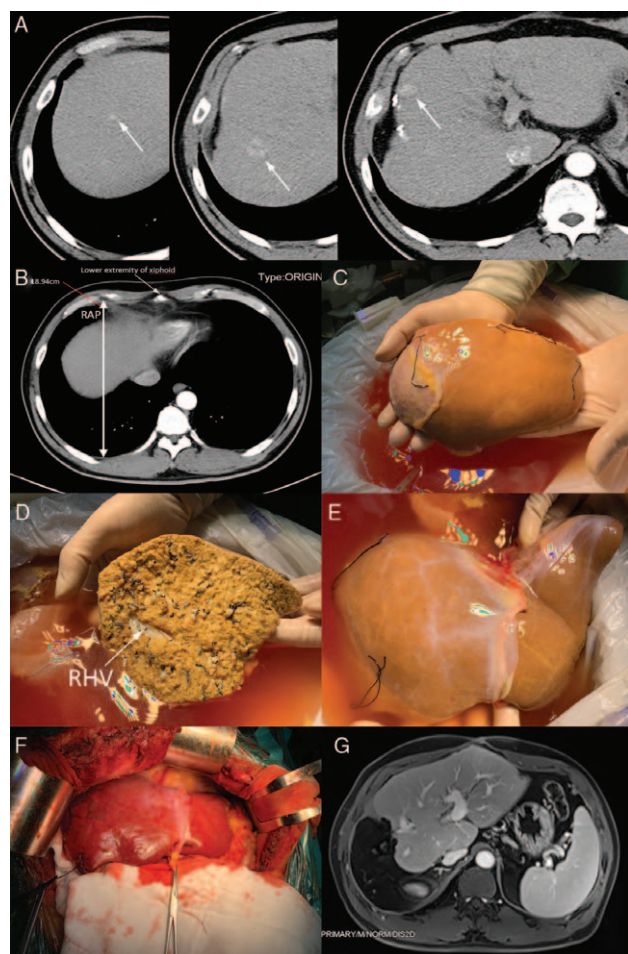 A
B
Lower extremity of xiphoid
Type:ORIGIN
18.94cm
RAP
C
D
RHV
E
F
G
PRIMARY/M/NORM/DIS2D